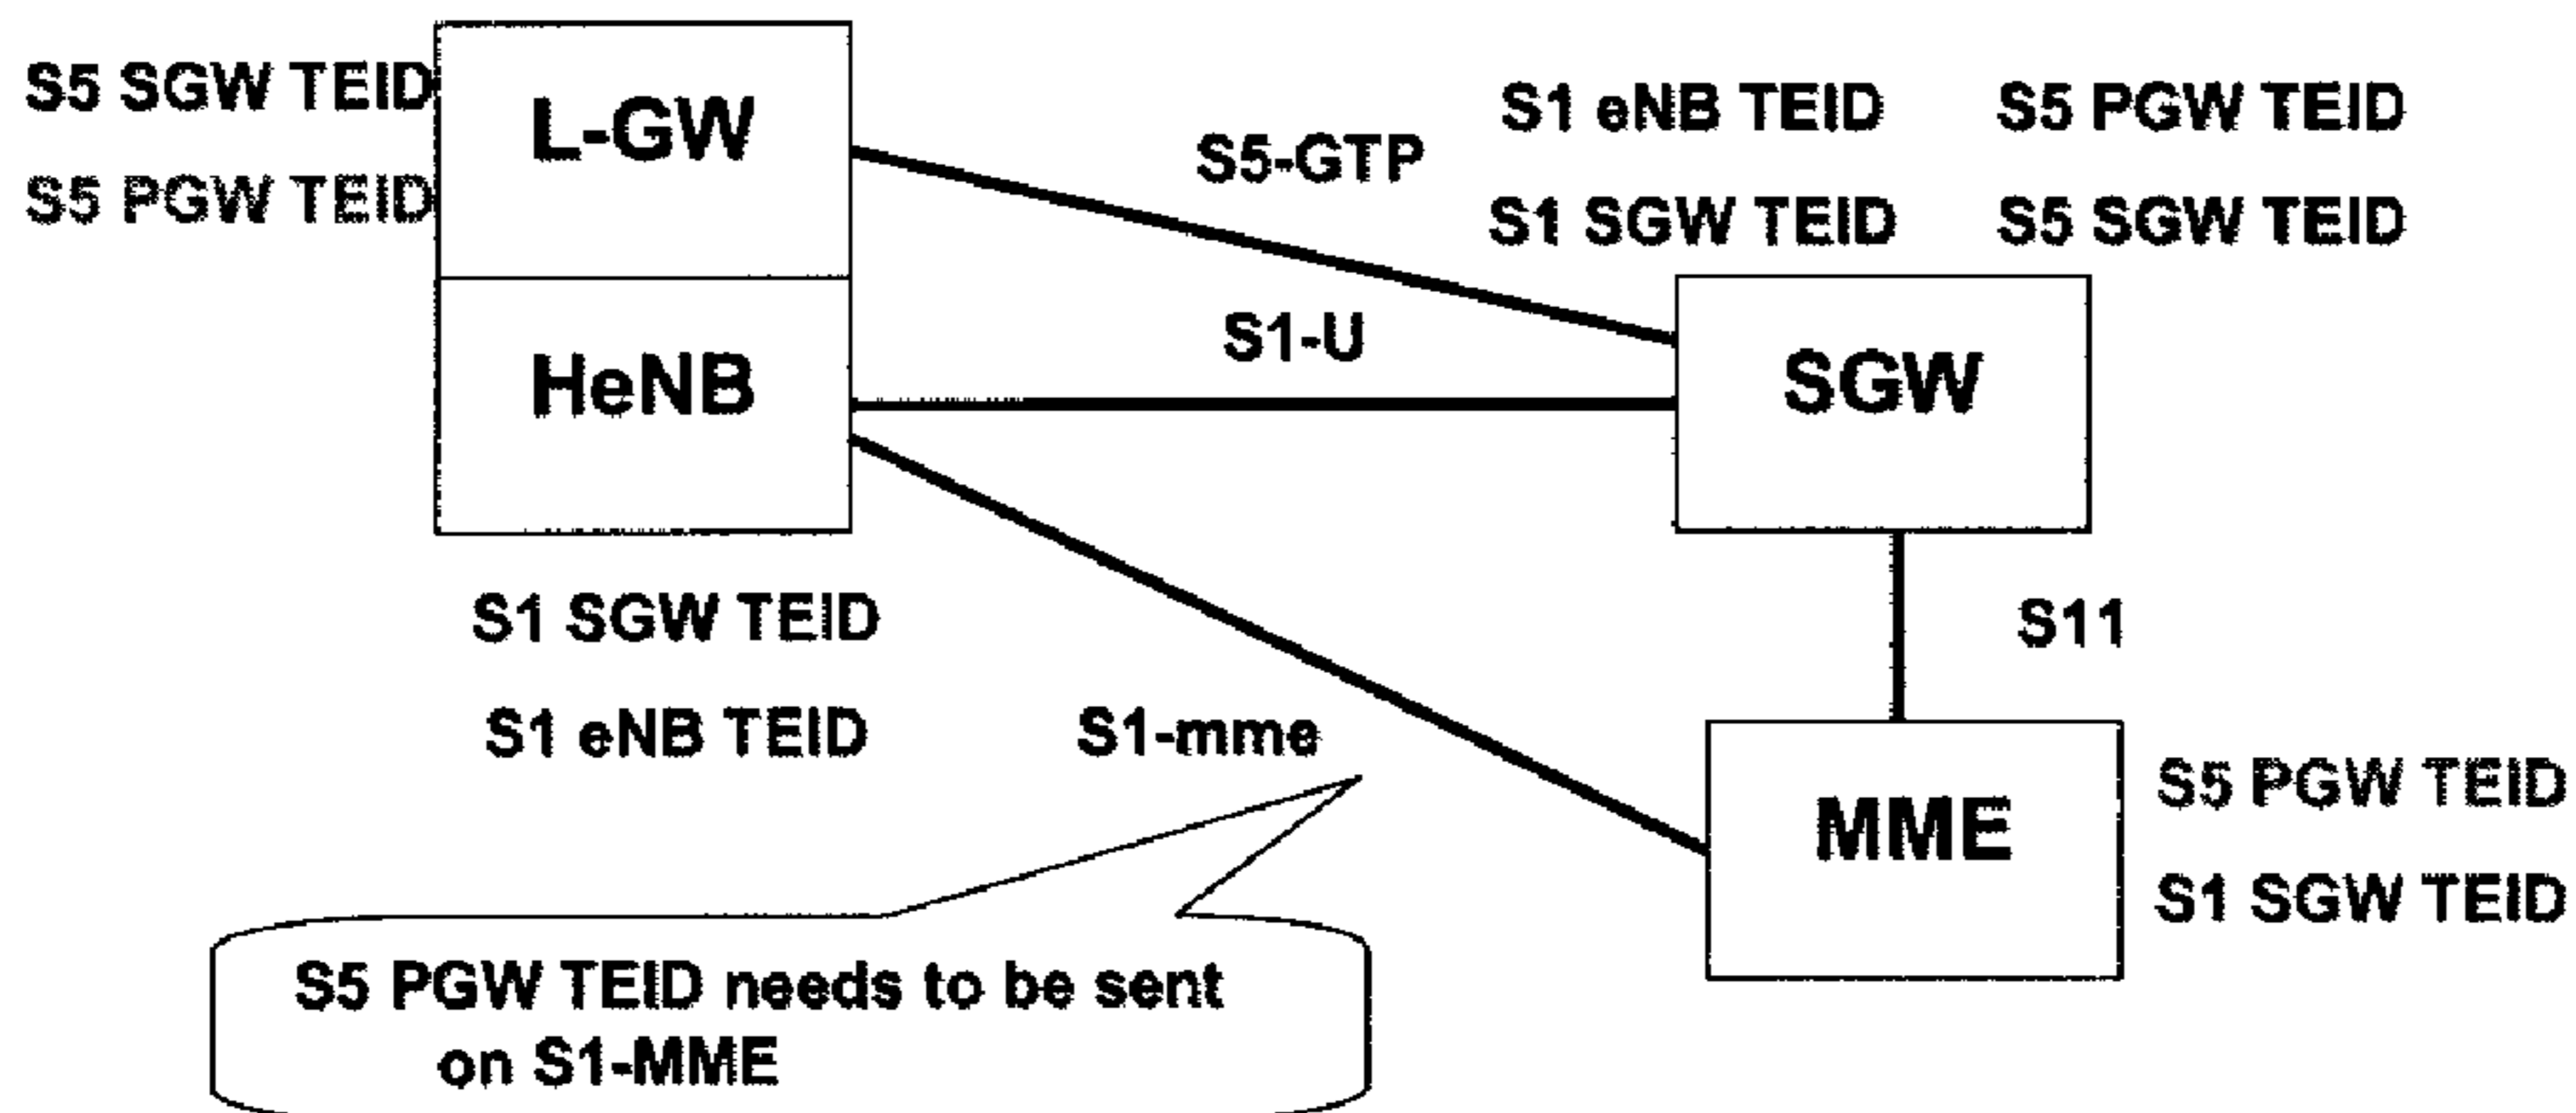 S5 SGW TEID
S5 PGW TEID
L-GW
HeNB
S5-GTP
S1-U
S1 eNB TEID
S5 PGW TEID
S1 SGW TEID
S5 SGW TEID
SGW
S1 SGW TEID
S1 eNB TEID
S1-mme
S11
MME
S5 PGW TEID
S1 SGW TEID
S5 PGW TEID needs to be sent
on S1-MME